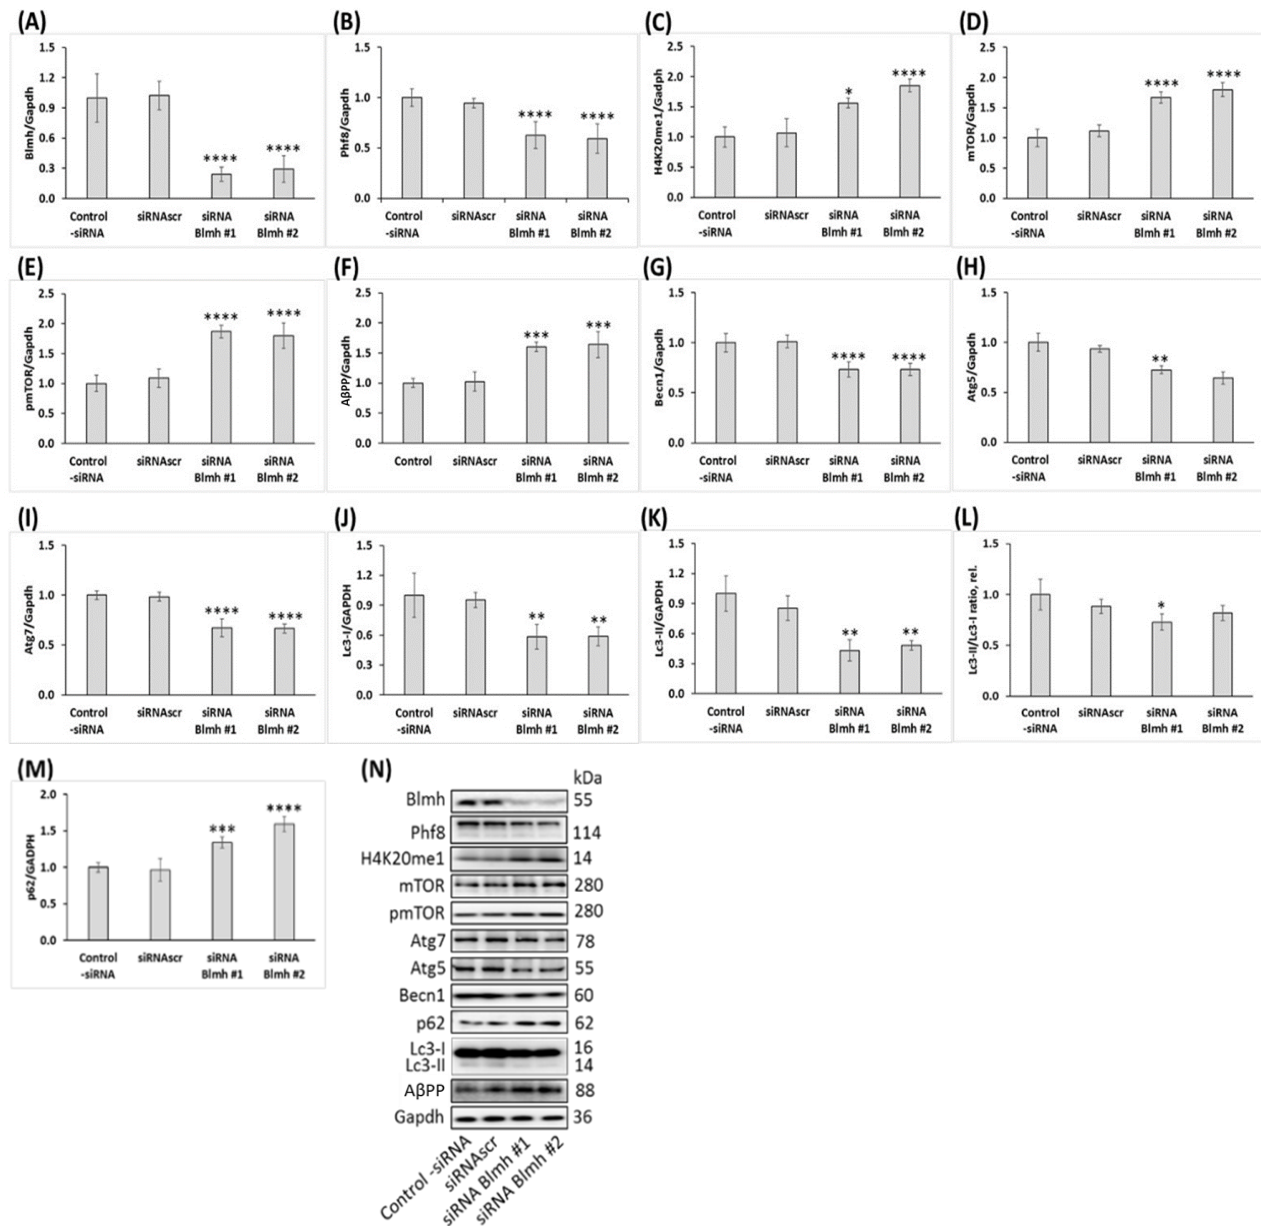 (A)
Blmh/Gapdh
1.5
1.2
0.9
0.6
0.3
0.0
****
****
Control
-siRNA
siRNAscr
siRNA
Blmh #1
siRNA
Blmh #2
(B)
Phf8/Gapdh
1.5
1.0
0.5
0.0
****
****
Control
-siRNA
siRNAscr
siRNA
Blmh #1
siRNA
Blmh #2
(C)
H4K20me1/Gadph
2.5
2.0
1.5
1.0
0.5
0.0
*
****
Control
-siRNA
siRNAscr
siRNA
Blmh #1
siRNA
Blmh #2
(D)
mTOR/Gapdh
2.5
2.0
1.5
1.0
0.5
0.0
****
****
Control
-siRNA
siRNAscr
siRNA
Blmh #1
siRNA
Blmh #2
(E)
pmTOR/Gapdh
2.5
2.0
1.5
1.0
0.5
0.0
****
****
Control
-siRNA
siRNAscr
siRNA
Blmh #1
siRNA
Blmh #2
(F)
AβPP/Gapdh
2.5
2.0
1.5
1.0
0.5
0.0
***
***
Control
siRNAscr
siRNA
Blmh #1
siRNA
Blmh #2
(G)
Becn1/Gapdh
1.5
1.0
0.5
0.0
****
****
Control
-siRNA
siRNAscr
siRNA
Blmh #1
siRNA
Blmh #2
(H)
Atg5/Gapdh
1.5
1.0
0.5
0.0
**
Control
-siRNA
siRNAscr
siRNA
Blmh #1
siRNA
Blmh #2
(I)
Atg7/Gapdh
1.5
1.0
0.5
0.0
****
****
Control
-siRNA
siRNAscr
siRNA
Blmh #1
siRNA
Blmh #2
(J)
Lc3-I/GAPDH
1.5
1.2
0.9
0.6
0.3
0.0
**
**
Control
-siRNA
siRNAscr
siRNA
Blmh #1
siRNA
Blmh #2
(K)
Lc3-II/GAPDH
1.5
1.2
0.9
0.6
0.3
0.0
**
**
Control
-siRNA
siRNAscr
siRNA
Blmh #1
siRNA
Blmh #2
(L)
Lc3-II/Lc3-I ratio, rel.
1.5
1.0
0.5
0.0
*
Control
-siRNA
siRNAscr
siRNA
Blmh #1
siRNA
Blmh #2
(M)
p62/GADPH
2.0
1.5
1.0
0.5
0.0
***
****
Control
-siRNA
siRNAscr
siRNA
Blmh #1
siRNA
Blmh #2
(N)
kDa
Blmh 55
Phf8 114
H4K20me1 14
mTOR 280
pmTOR 280
Atg7 78
Atg5 55
Becn1 60
p62 62
Lc3-I 16
Lc3-II 14
AβPP 88
Gapdh 36
Control -siRNA
siRNAscr
siRNA Blmh #1
siRNA Blmh #2